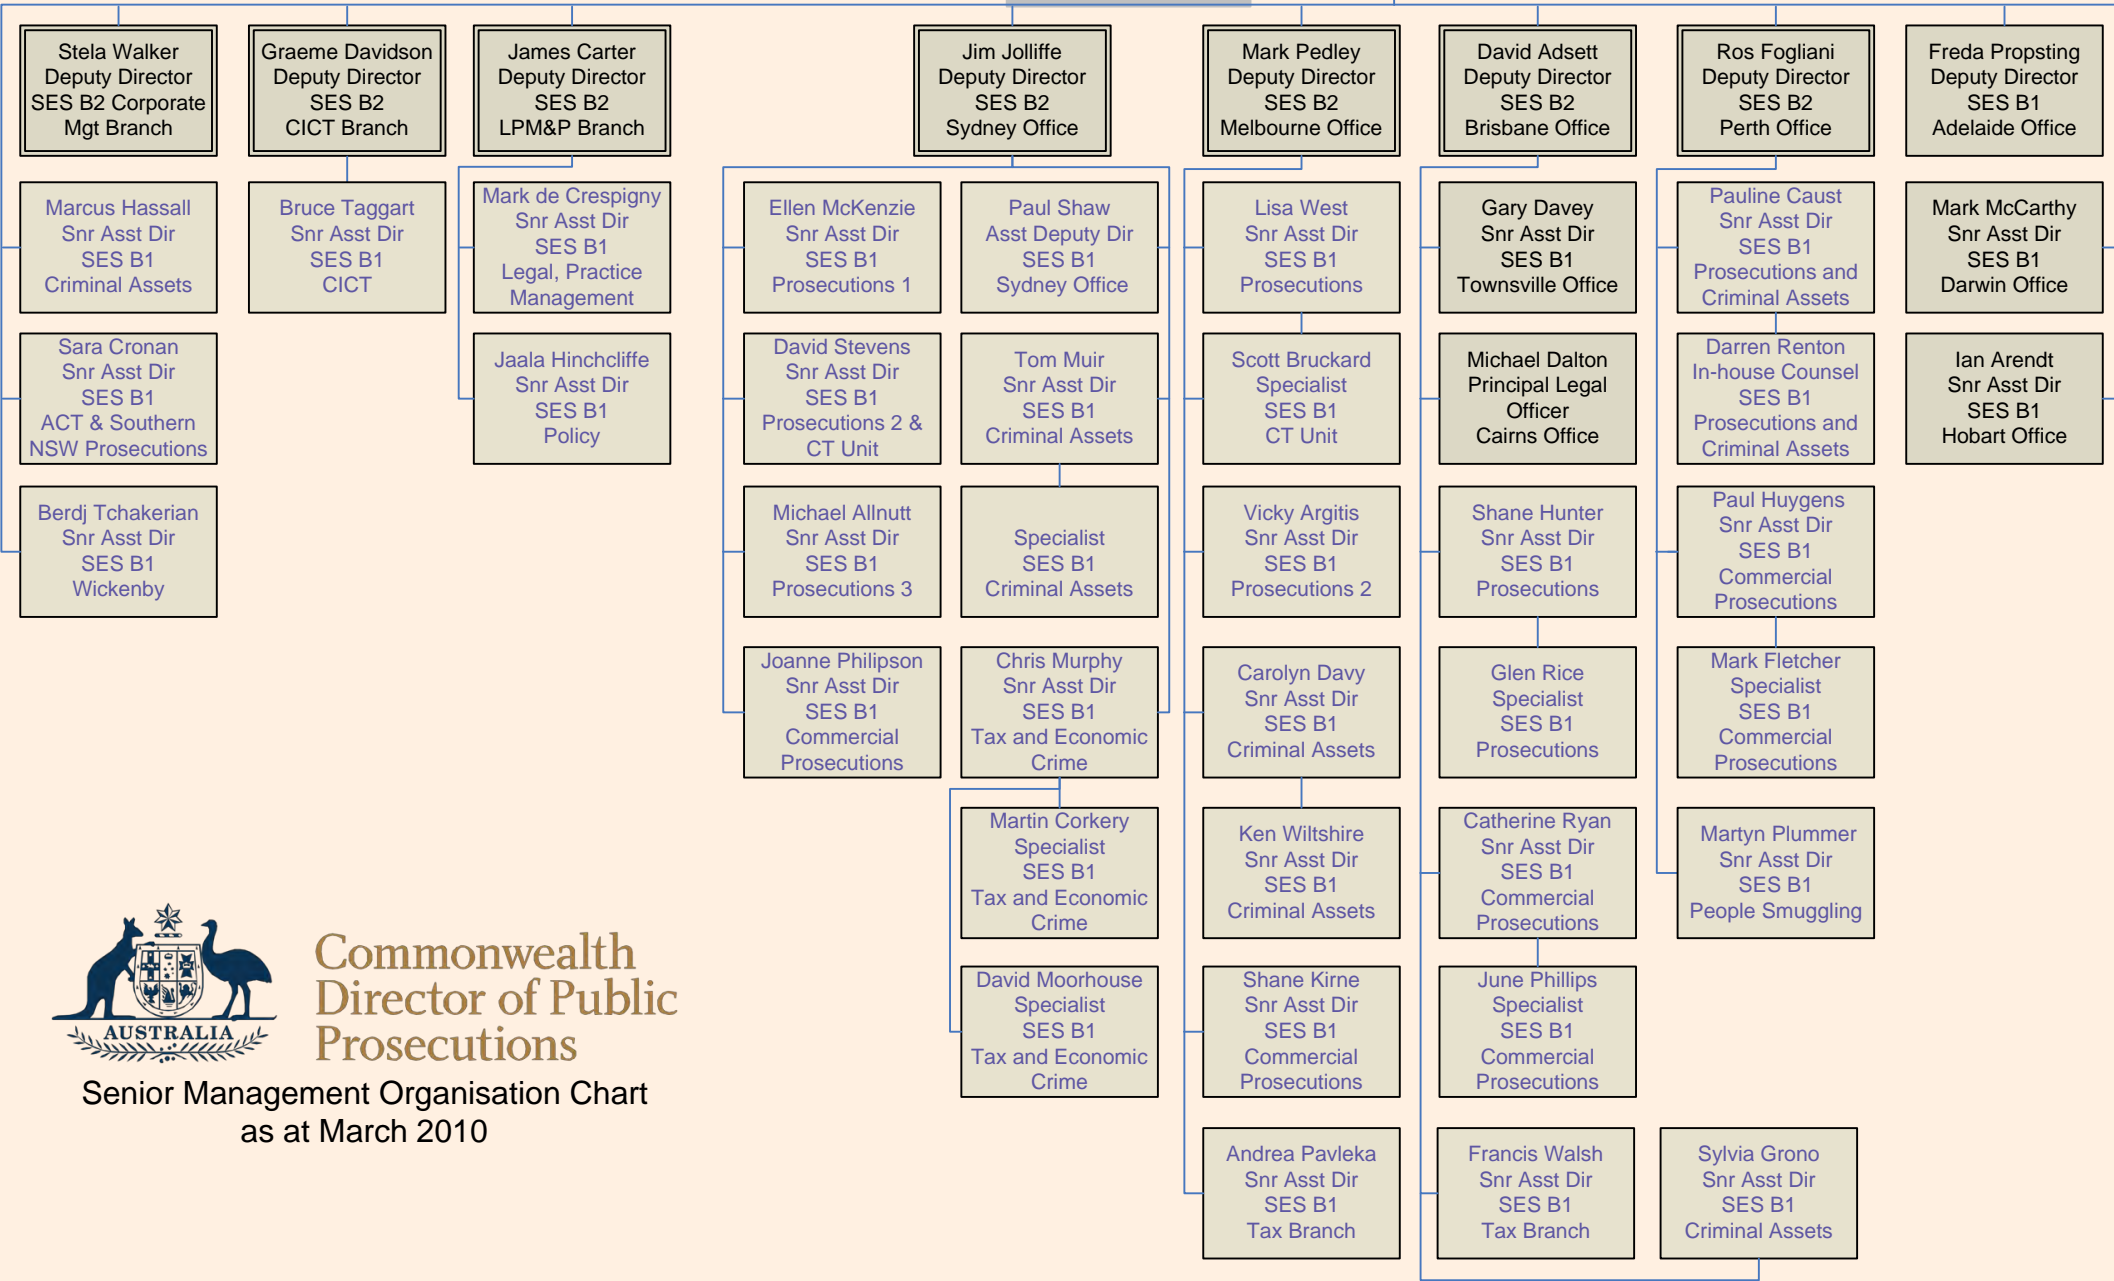 Stela Walker
Deputy Director
SES B2 Corporate
Mgt Branch
Graeme Davidson
Deputy Director
SES B2
CICT Branch
James Carter
Deputy Director
SES B2
LPM&P Branch
Jim Jolliffe
Deputy Director
SES B2
Sydney Office
Mark Pedley
Deputy Director
SES B2
Melbourne Office
David Adsett
Deputy Director
SES B2
Brisbane Office
Ros Fogliani
Deputy Director
SES B2
Perth Office
Freda Propsting
Deputy Director
SES B1
Adelaide Office
Marcus Hassall
Snr Asst Dir
SES B1
Criminal Assets
Bruce Taggart
Snr Asst Dir
SES B1
CICT
Mark de Crespigny
Snr Asst Dir
SES B1
Legal, Practice
Management
Ellen McKenzie
Snr Asst Dir
SES B1
Prosecutions 1
Paul Shaw
Asst Deputy Dir
SES B1
Sydney Office
Lisa West
Snr Asst Dir
SES B1
Prosecutions
Gary Davey
Snr Asst Dir
SES B1
Townsville Office
Pauline Caust
Snr Asst Dir
SES B1
Prosecutions and
Criminal Assets
Mark McCarthy
Snr Asst Dir
SES B1
Darwin Office
Sara Cronan
Snr Asst Dir
SES B1
ACT & Southern
NSW Prosecutions
Jaala Hinchcliffe
Snr Asst Dir
SES B1
Policy
David Stevens
Snr Asst Dir
SES B1
Prosecutions 2 &
CT Unit
Tom Muir
Snr Asst Dir
SES B1
Criminal Assets
Scott Bruckard
Specialist
SES B1
CT Unit
Michael Dalton
Principal Legal
Officer
Cairns Office
Darren Renton
In-house Counsel
SES B1
Prosecutions and
Criminal Assets
Ian Arendt
Snr Asst Dir
SES B1
Hobart Office
Berdj Tchakerian
Snr Asst Dir
SES B1
Wickenby
Michael Allnutt
Snr Asst Dir
SES B1
Prosecutions 3
Specialist
SES B1
Criminal Assets
Vicky Argitis
Snr Asst Dir
SES B1
Prosecutions 2
Shane Hunter
Snr Asst Dir
SES B1
Prosecutions
Paul Huygens
Snr Asst Dir
SES B1
Commercial
Prosecutions
Joanne Philipson
Snr Asst Dir
SES B1
Commercial
Prosecutions
Chris Murphy
Snr Asst Dir
SES B1
Tax and Economic
Crime
Carolyn Davy
Snr Asst Dir
SES B1
Criminal Assets
Glen Rice
Specialist
SES B1
Prosecutions
Mark Fletcher
Specialist
SES B1
Commercial
Prosecutions
Martin Corkery
Specialist
SES B1
Tax and Economic
Crime
Ken Wiltshire
Snr Asst Dir
SES B1
Criminal Assets
Catherine Ryan
Snr Asst Dir
SES B1
Commercial
Prosecutions
Martyn Plummer
Snr Asst Dir
SES B1
People Smuggling
David Moorhouse
Specialist
SES B1
Tax and Economic
Crime
Shane Kirne
Snr Asst Dir
SES B1
Commercial
Prosecutions
June Phillips
Specialist
SES B1
Commercial
Prosecutions
Andrea Pavleka
Snr Asst Dir
SES B1
Tax Branch
Francis Walsh
Snr Asst Dir
SES B1
Tax Branch
Sylvia Grono
Snr Asst Dir
SES B1
Criminal Assets
AUSTRALIA
Commonwealth
Director of Public
Prosecutions
Senior Management Organisation Chart
as at March 2010